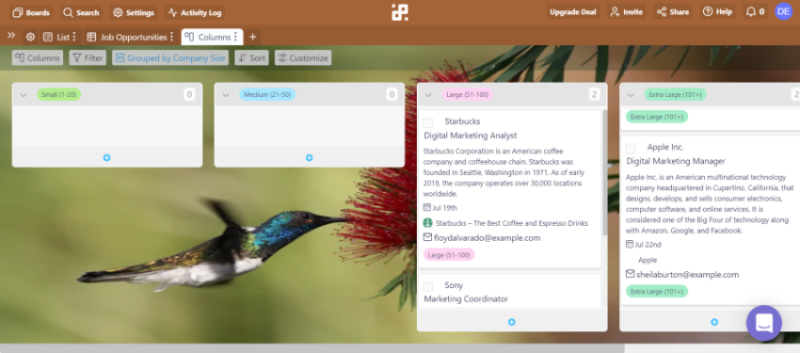 Boards Search Settings Activity Log Upgrade Deal Invite Share Help 0 DE
List Job Opportunities Columns
Columns Filter Grouped by Company Size Sort Customize
Small (1-20) 0 Medium (21-50) 0 Large (51-100) 2 Extra Large (101+) 2
Starbucks
Digital Marketing Analyst
Starbucks Corporation is an American coffee
company and coffeehouse chain. Starbucks was
founded in Seattle, Washington in 1971. As of early
2019, the company operates over 30,000 locations
worldwide.
Jul 19th
Starbucks – The Best Coffee and Espresso Drinks
floydalvarado@example.com
Large (51-100)
Sony
Marketing Coordinator
Extra Large (101+)
Apple Inc.
Digital Marketing Manager
Apple Inc. is an American multinational technology
company headquartered in Cupertino, California, that
designs, develops, and sells consumer electronics,
computer software, and online services. It is
considered one of the Big Four of technology along
with Amazon, Google, and Facebook.
Jul 22nd
Apple
sheilaburton@example.com
Extra Large (101+)